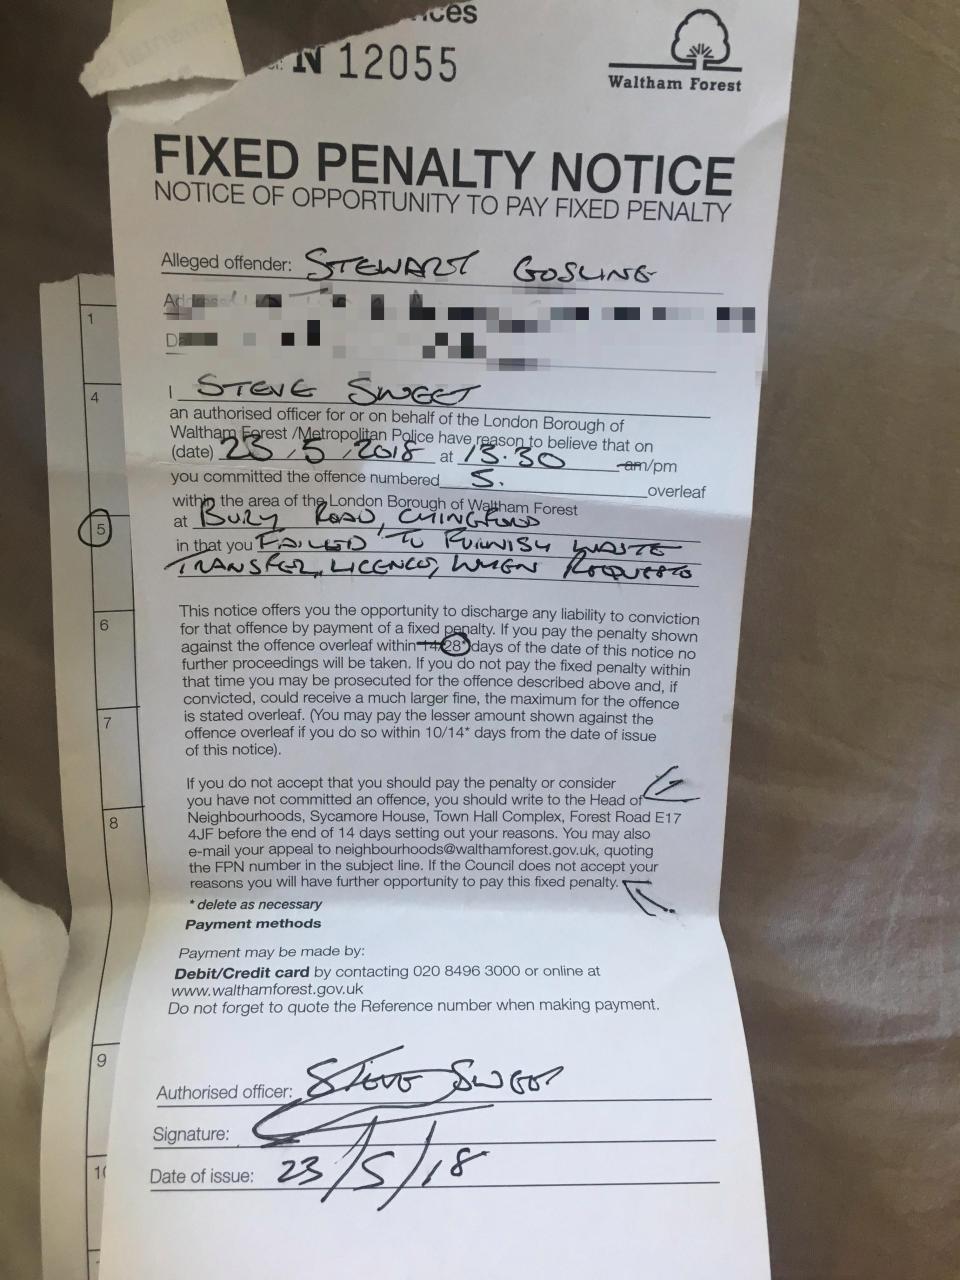 ces
N 12055
Waltham Forest
FIXED PENALTY NOTICE
NOTICE OF OPPORTUNITY TO PAY FIXED PENALTY
Alleged offender: STEWART GOSLING
I STEVE SWEET
an authorised officer for or on behalf of the London Borough of
Waltham Forest /Metropolitan Police have reason to believe that on
(date) 23/5/2018 at 13.30 am/pm
you committed the offence numbered 5. overleaf
within the area of the London Borough of Waltham Forest
at BURY ROAD, CHINGFORD
in that you FAILED TO FURNISH WASTE
TRANSFER, LICENCE, WHEN
This notice offers you the opportunity to discharge any liability to conviction
for that offence by payment of a fixed penalty. If you pay the penalty shown
against the offence overleaf within 14/28* days of the date of this notice no
further proceedings will be taken. If you do not pay the fixed penalty within
that time you may be prosecuted for the offence described above and, if
convicted, could receive a much larger fine, the maximum for the offence
is stated overleaf. (You may pay the lesser amount shown against the
offence overleaf if you do so within 10/14* days from the date of issue
of this notice).
If you do not accept that you should pay the penalty or consider
you have not committed an offence, you should write to the Head of
Neighbourhoods, Sycamore House, Town Hall Complex, Forest Road E17
4JF before the end of 14 days setting out your reasons. You may also
e-mail your appeal to neighbourhoods@walthamforest.gov.uk, quoting
the FPN number in the subject line. If the Council does not accept your
reasons you will have further opportunity to pay this fixed penalty.
* delete as necessary
Payment methods
Payment may be made by:
Debit/Credit card by contacting 020 8496 3000 or online at
www.walthamforest.gov.uk
Do not forget to quote the Reference number when making payment.
Authorised officer: STEVE SWEET
Signature:
Date of issue: 23/5/18
1
4
5
6
7
8
9
10